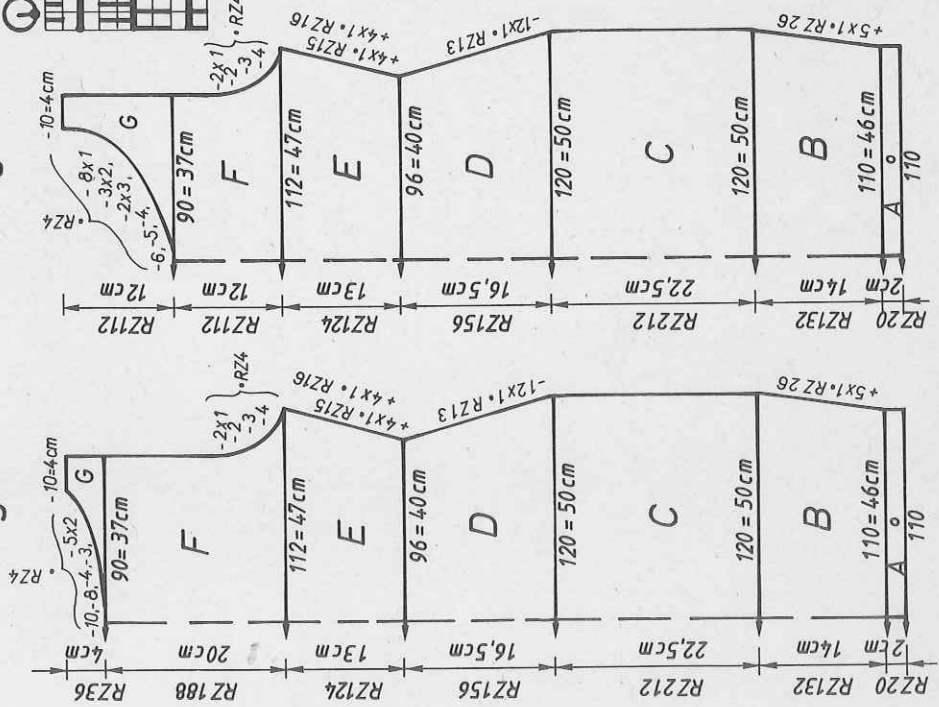 -10=4cm
RZ4 •
-5x2
-10,-8,-4,-3,
G
90=37cm
-2x1
-2
-3
-4
•RZ4
F
112=47cm
+4x1•RZ16
+4x1•RZ15
E
96=40cm
-12x1•RZ13
D
120=50cm
C
120=50cm
+5x1•RZ 26
B
110=46cm
A
o
110
RZ36
4cm
RZ188
20cm
RZ124
13cm
RZ156
16,5cm
RZ212
22,5cm
RZ132
14cm
RZ20
2cm
-10=4cm
RZ4 •
-8x1
-3x2,
-2x3,
-6,-5,-4,
G
90=37cm
-2x1
-2
-3
-4
•RZ4
F
112=47cm
+4x1•RZ16
+4x1•RZ15
E
96=40cm
-12x1•RZ13
D
120=50cm
C
120=50cm
+5x1•RZ 26
B
110=46cm
A
o
110
RZ112
12cm
RZ112
12cm
RZ124
13cm
RZ156
16,5cm
RZ212
22,5cm
RZ132
14cm
RZ20
2cm